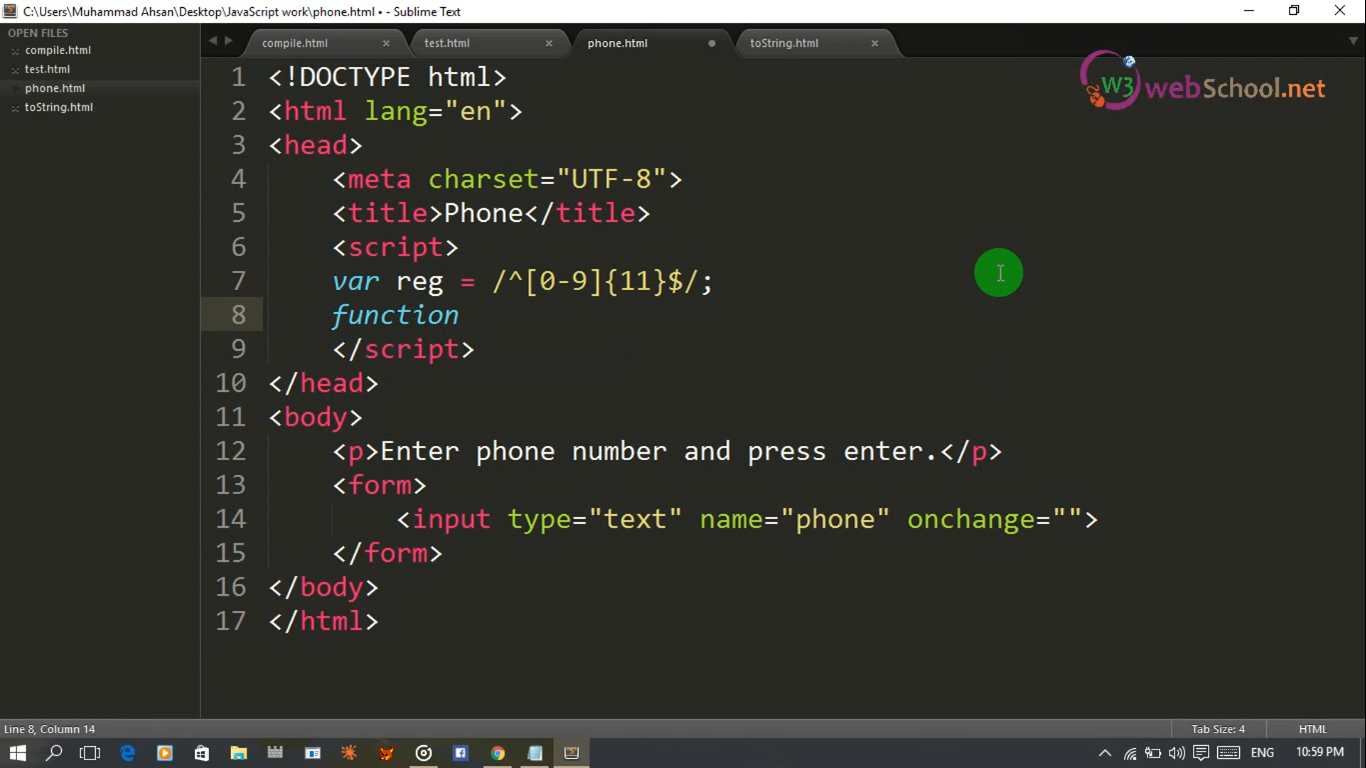 C:\Users\Muhammad Ahsan\Desktop\JavaScript work\phone.html • - Sublime Text
OPEN FILES
compile.html
test.html
phone.html
toString.html
compile.html × test.html × phone.html toString.html ×
W3webSchool.net
1 <!DOCTYPE html>
2 <html lang="en">
3 <head>
4 <meta charset="UTF-8">
5 <title>Phone</title>
6 <script>
7 var reg = /^[0-9]{11}$/;
8 function
9 </script>
10 </head>
11 <body>
12 <p>Enter phone number and press enter.</p>
13 <form>
14 <input type="text" name="phone" onchange="">
15 </form>
16 </body>
17 </html>
Line 8, Column 14
Tab Size: 4
HTML
ENG
10:59 PM